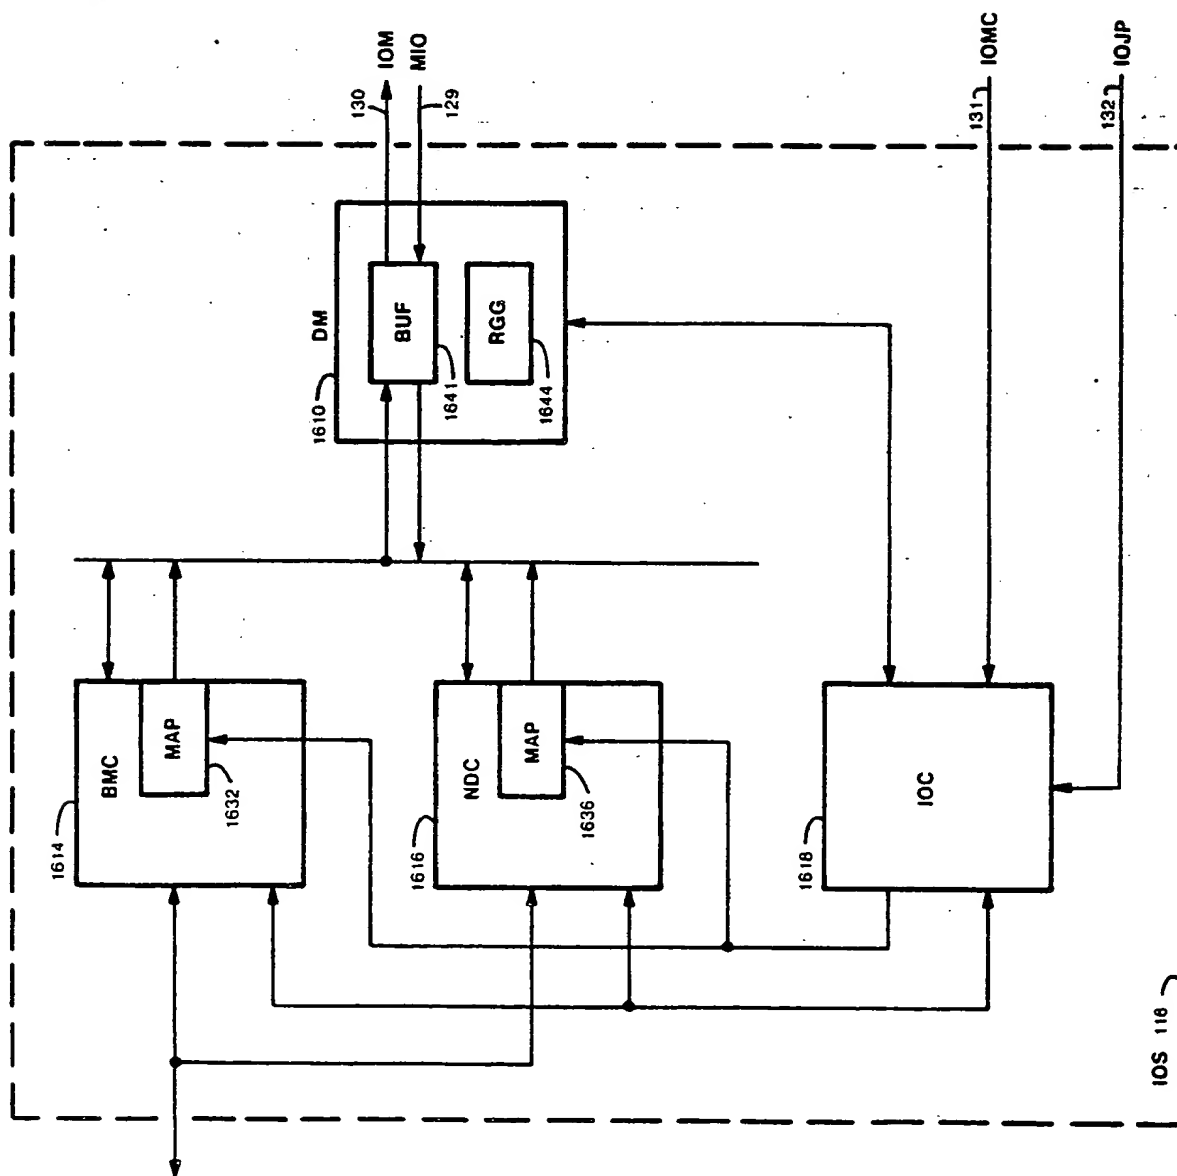 IOM
MIO
130
129
DM
BUF
RGG
1610
1641
1644
IOMC
131
IOJP
132
BMC
MAP
1614
1632
NDC
MAP
1616
1636
IOC
1618
IOS 116